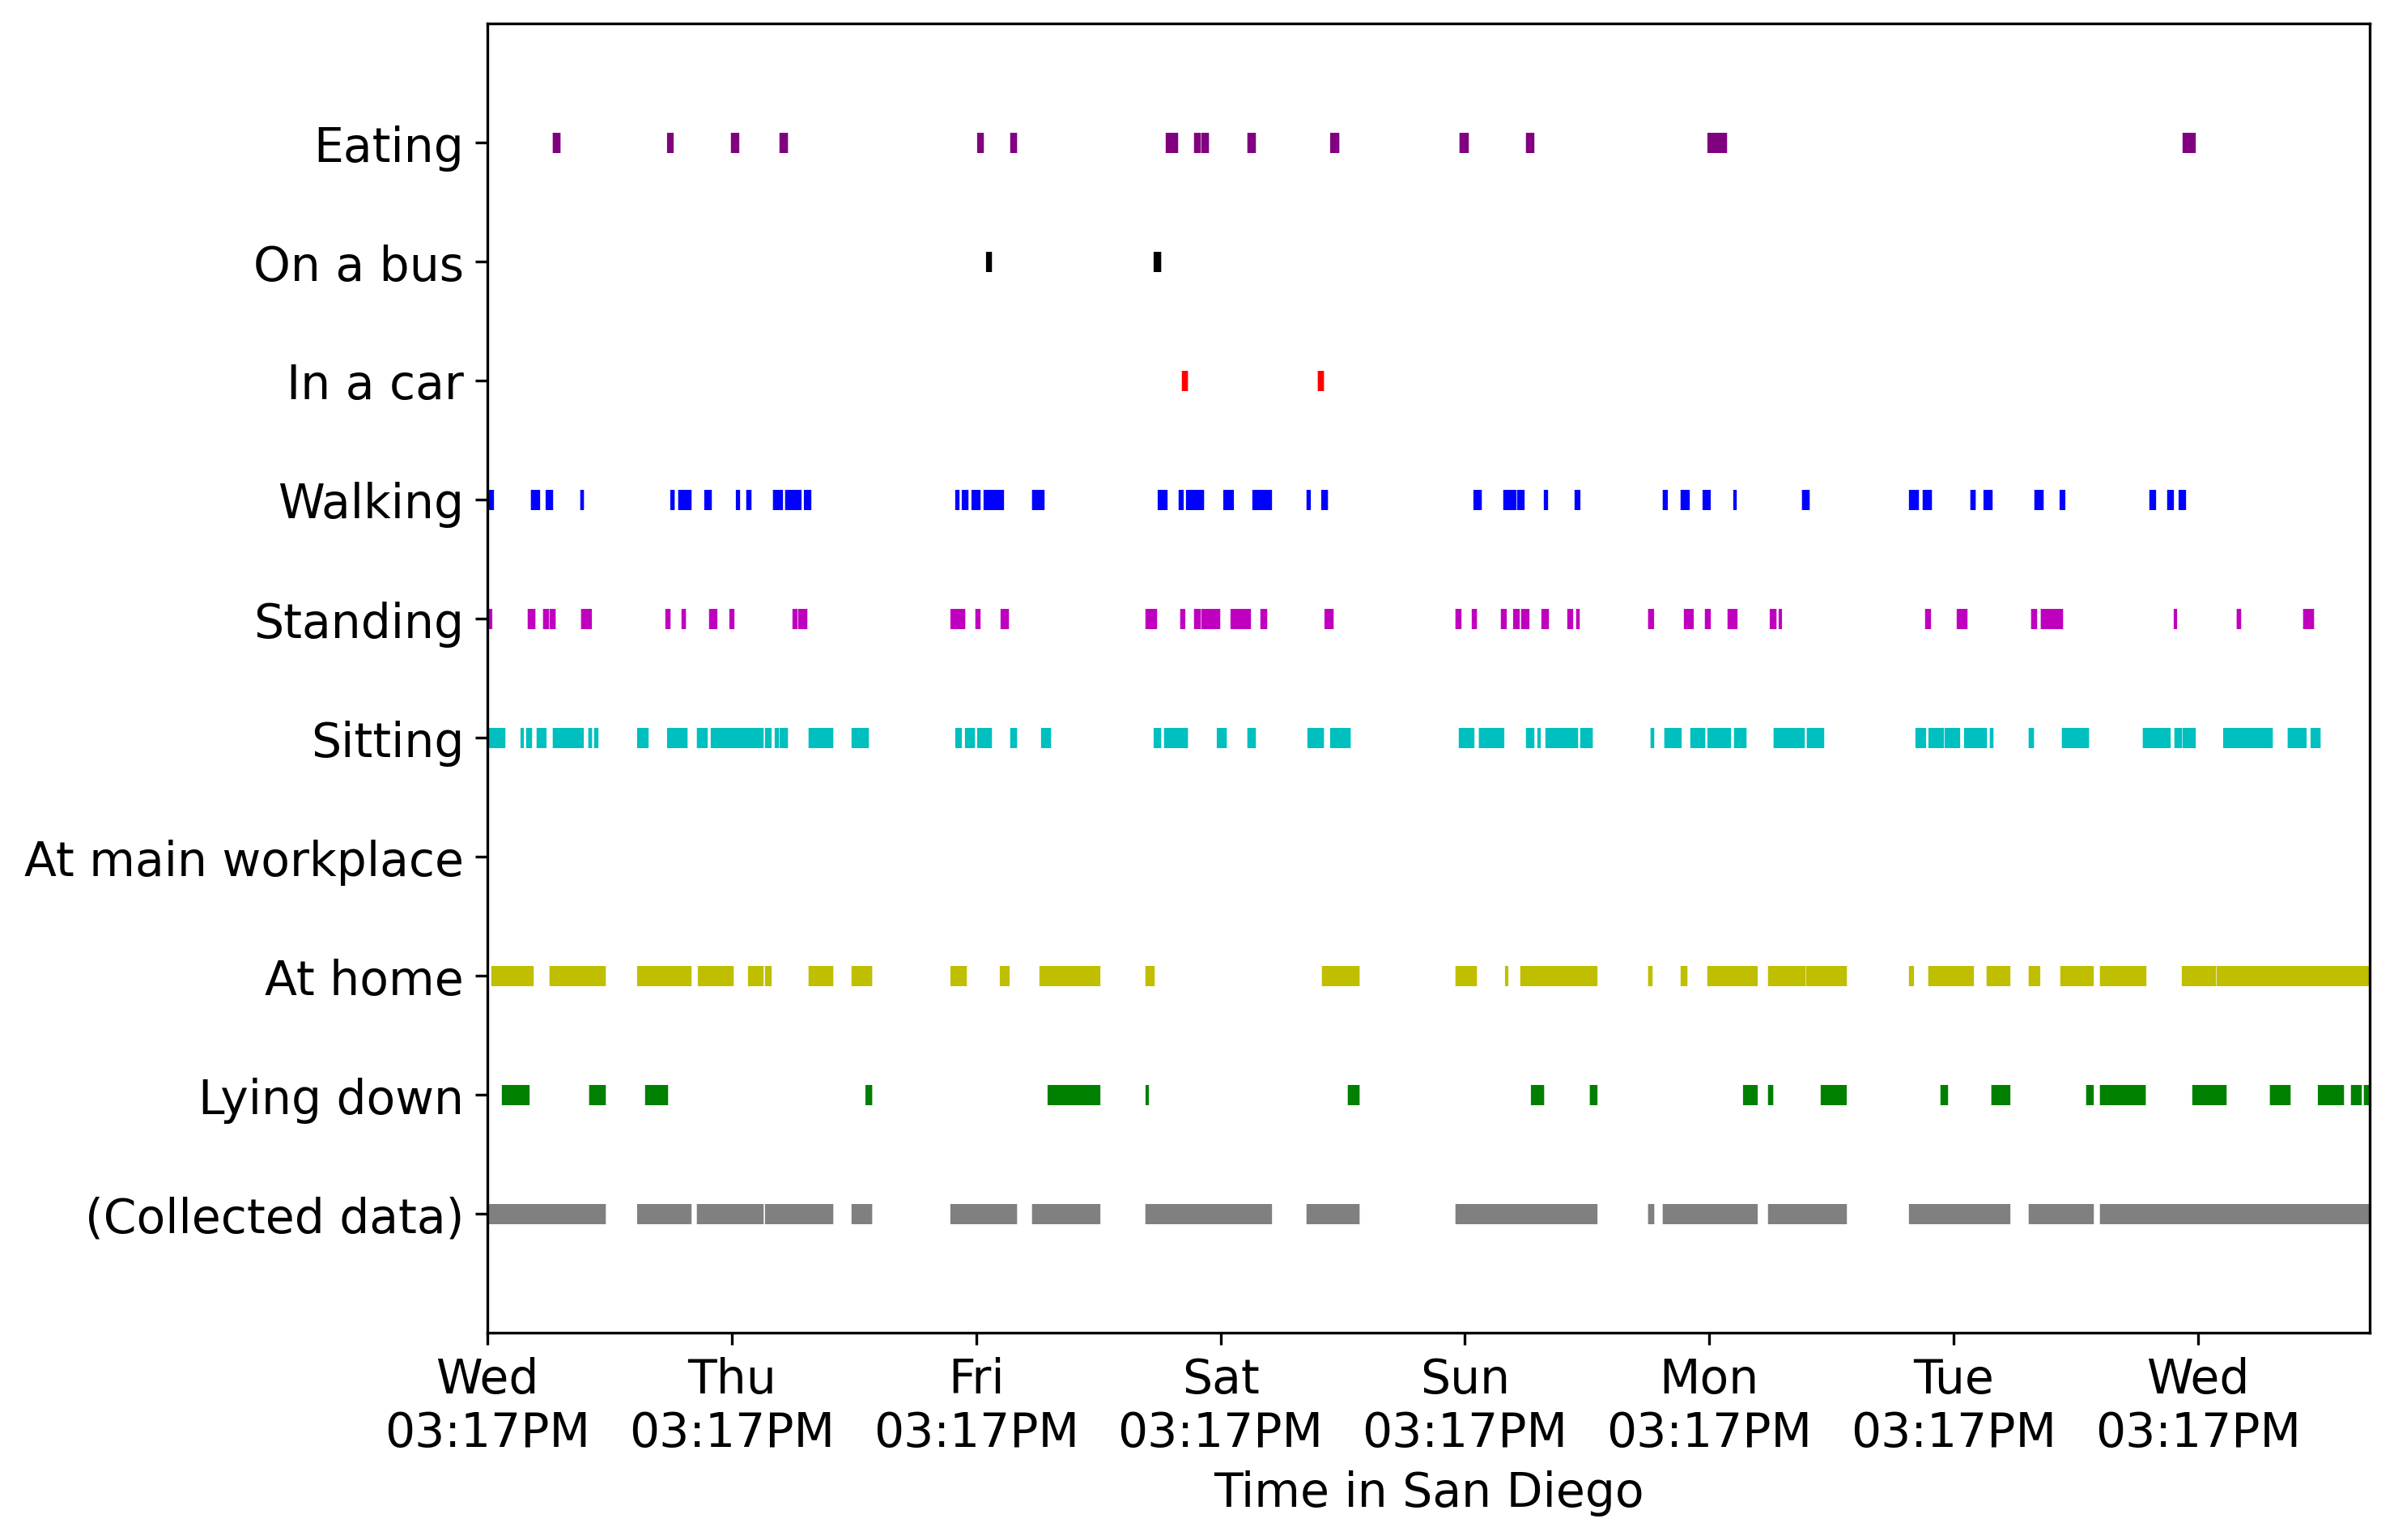 Eating
On a bus
In a car
Walking
Standing
Sitting
At main workplace
At home
Lying down
(Collected data)
Wed Thu Fri Sat Sun Mon Tue Wed
03:17PM 03:17PM 03:17PM 03:17PM 03:17PM 03:17PM 03:17PM 03:17PM
Time in San Diego